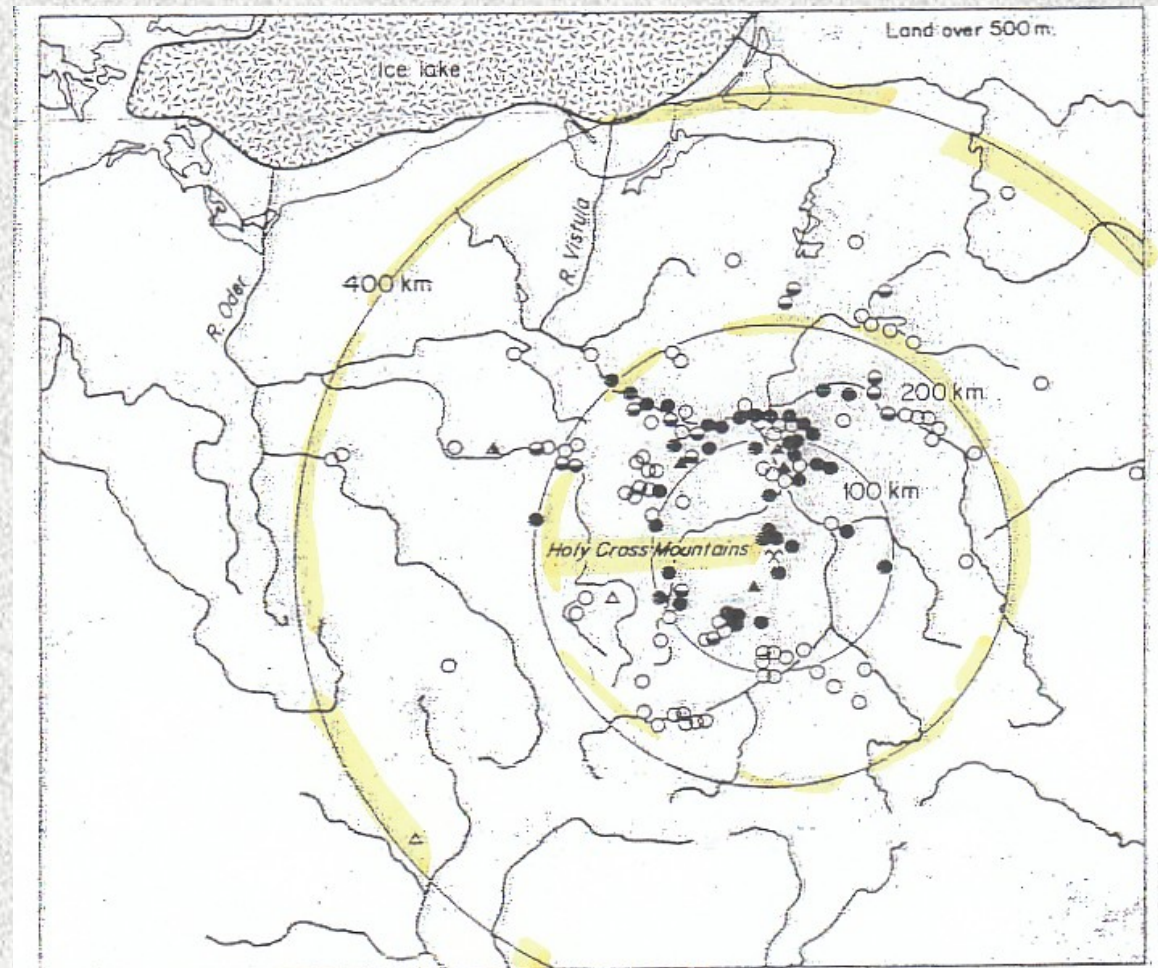 Land over 500 m.
Ice lake
R. Vistula
400 km
R. Oder
200 km
100 km
Holy Cross Mountains